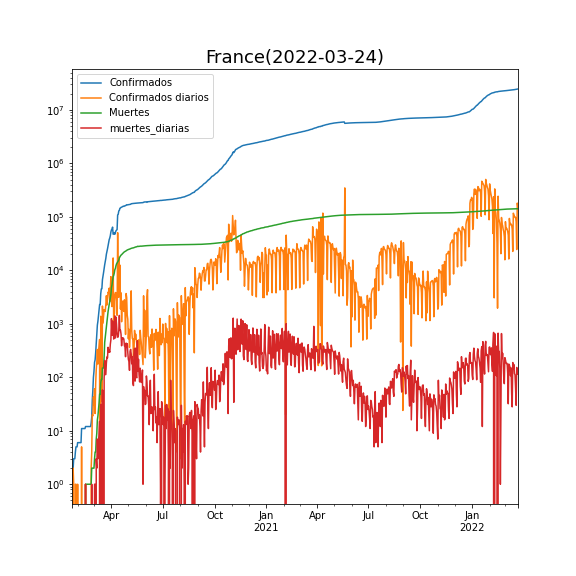 France(2022-03-24)
Confirmados
Confirmados diarios
Muertes
muertes_diarias
10⁷
10⁶
10⁵
10⁴
10³
10²
10¹
10⁰
Apr Jul Oct Jan Apr Jul Oct Jan
2021 2022